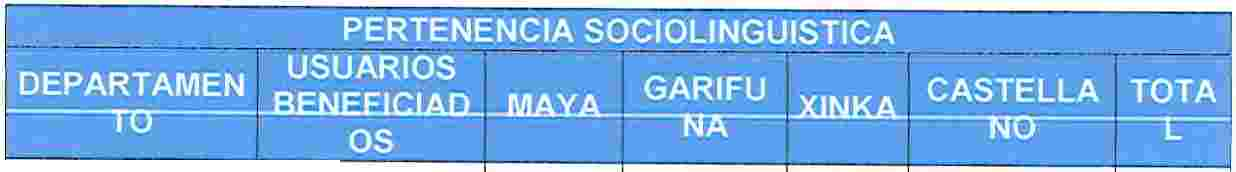 PERTENENCIA SOCIOLINGUISTICA
DEPARTAMEN
TO
USUARIOS
BENEFICIAD
OS
MAYA
GARIFU
NA
XINKA
CASTELLA
NO
TOTA
L